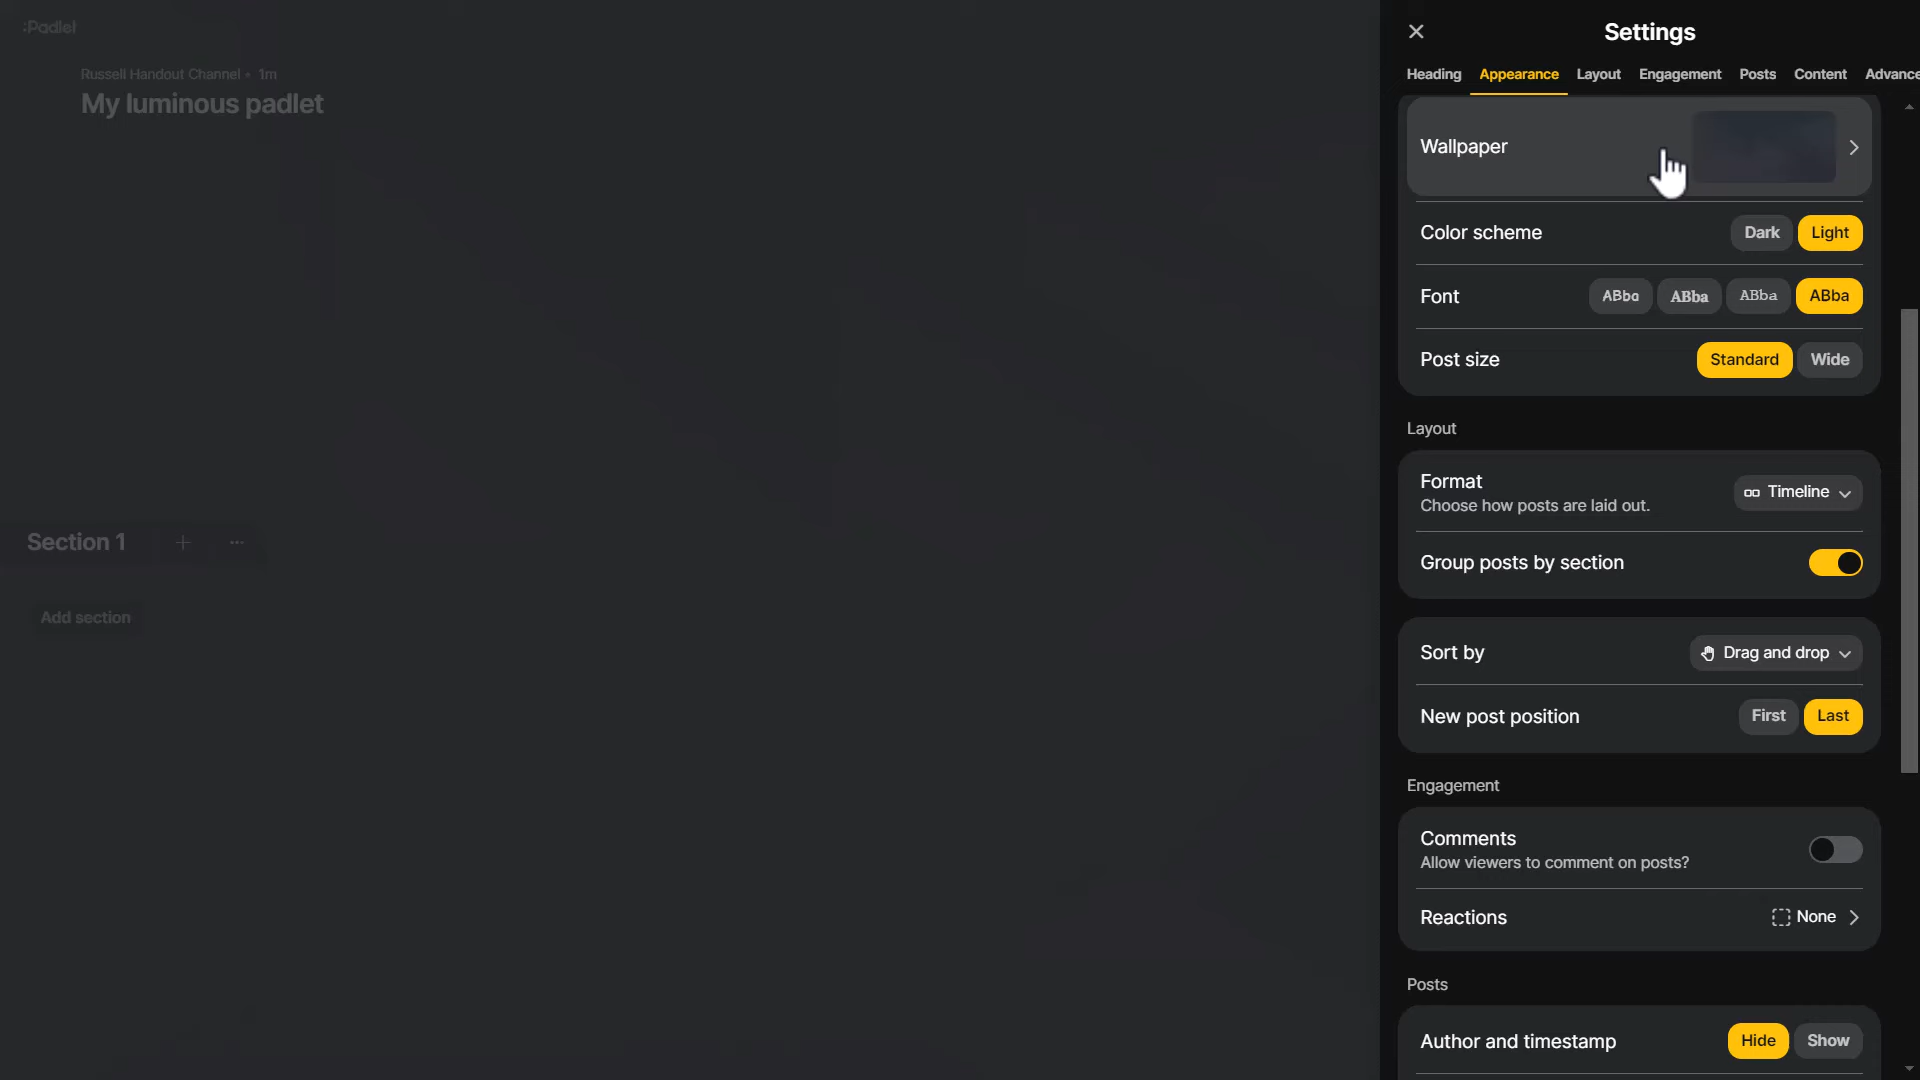 :Padlet
Russell Handout Channel • 1m
My luminous padlet
Section 1
Add section
Settings
Heading Appearance Layout Engagement Posts Content Advance
Wallpaper
Color scheme Dark Light
Font ABba ABba ABba ABba
Post size Standard Wide
Layout
Format
Choose how posts are laid out.
Timeline
Group posts by section
Sort by Drag and drop
New post position First Last
Engagement
Comments
Allow viewers to comment on posts?
Reactions None
Posts
Author and timestamp Hide Show